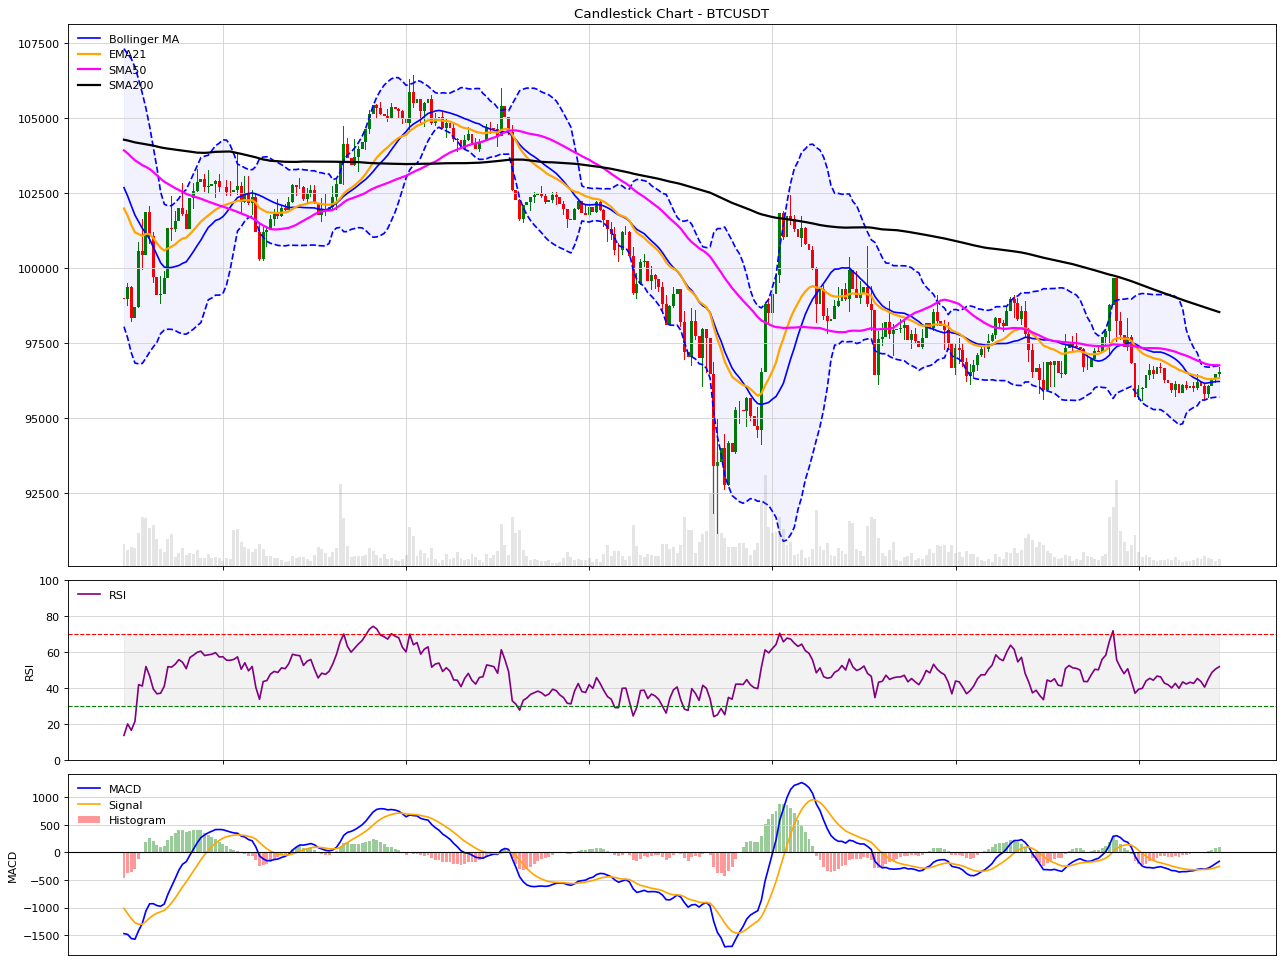 Candlestick Chart - BTCUSDT
Bollinger MA
EMA21
SMA50
SMA200
107500
105000
102500
100000
97500
95000
92500
RSI
RSI
100
80
60
40
20
0
MACD
Signal
Histogram
MACD
1000
500
0
−500
−1000
−1500